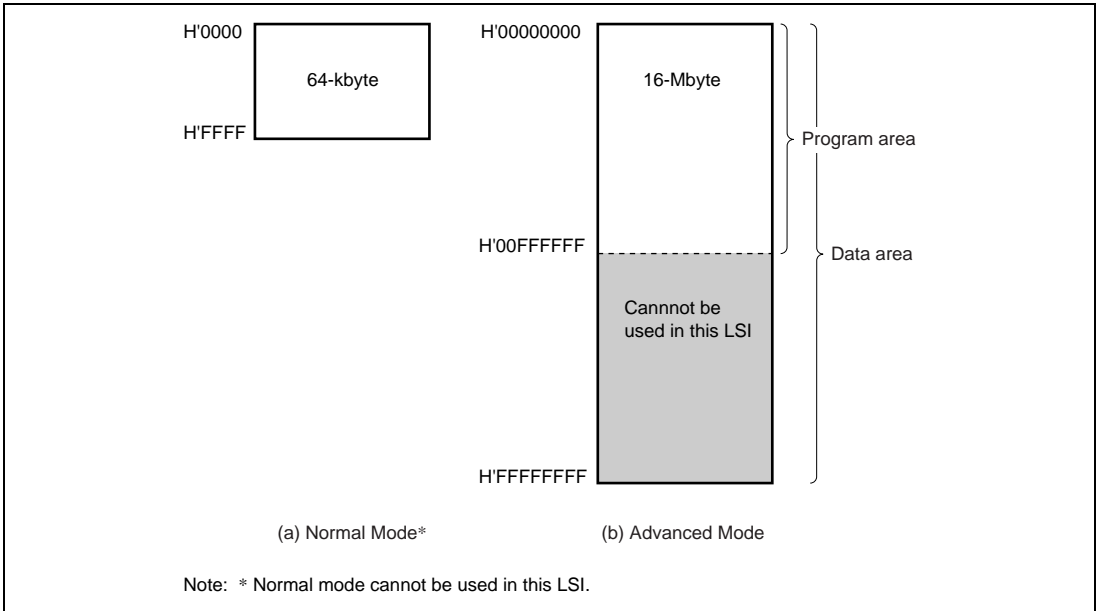 H'0000
64-kbyte
H'FFFF
H'00000000
16-Mbyte
Program area
H'00FFFFFF
Data area
Cannnot be
used in this LSI
H'FFFFFFFF
(a) Normal Mode*
(b) Advanced Mode
Note: * Normal mode cannot be used in this LSI.